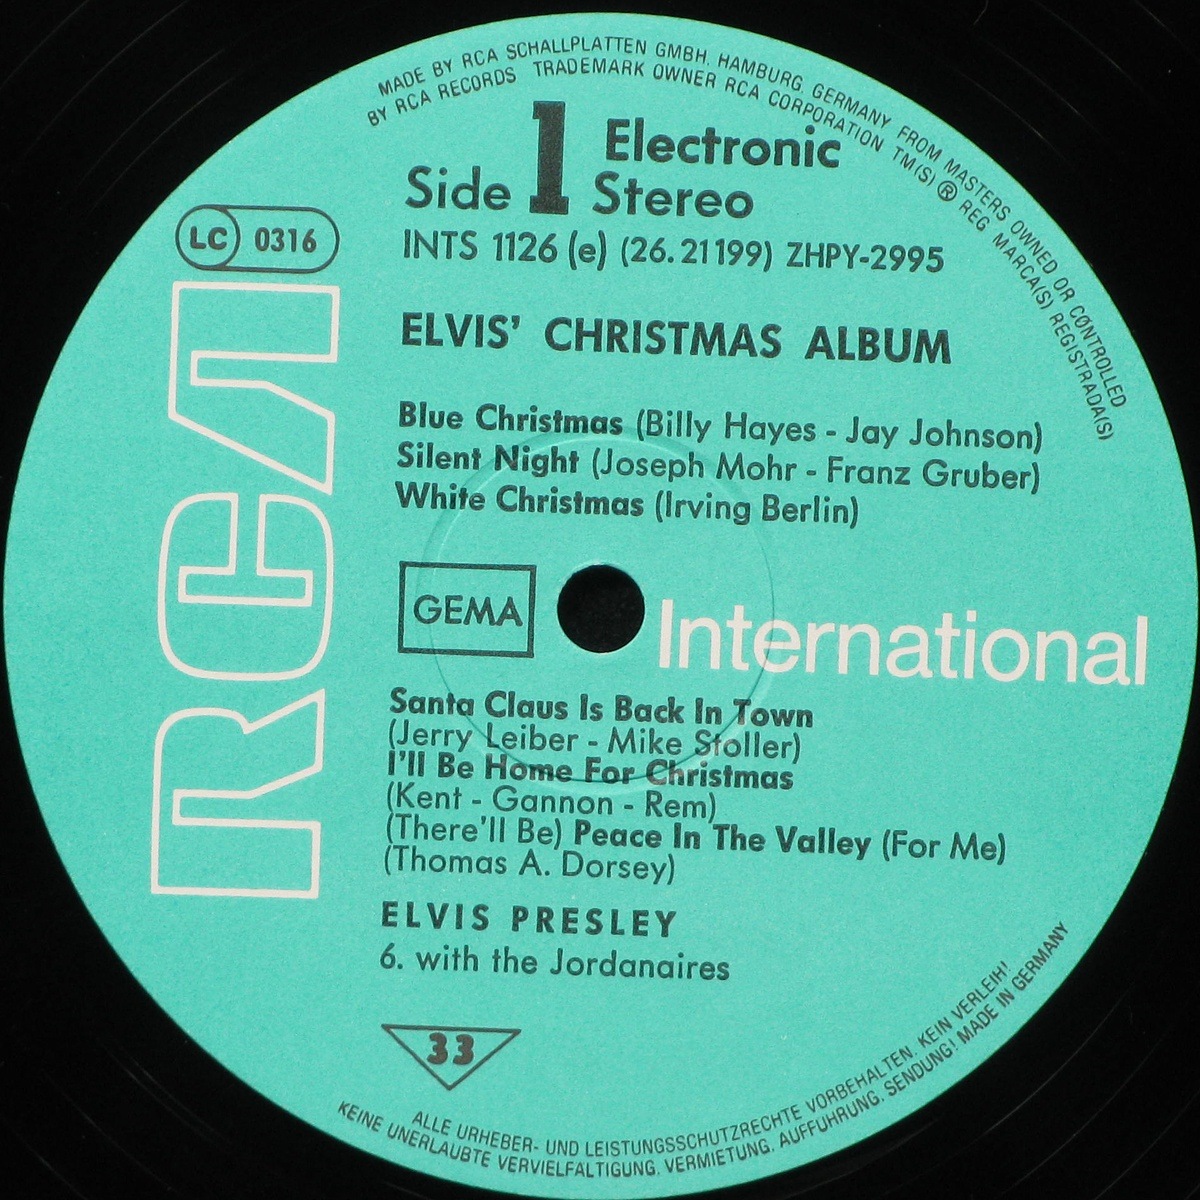 MADE BY RCA SCHALLPLATTEN GMBH. HAMBURG. GERMANY FROM MASTERS OWNED OR CONTROLLED
BY RCA RECORDS TRADEMARK OWNER RCA CORPORATION TM(S) ® REG MARCA(S) REGISTRADA(S)
Side 1 Electronic
Stereo
LC 0316
INTS 1126 (e) (26.21199) ZHPY-2995
ELVIS’ CHRISTMAS ALBUM
Blue Christmas (Billy Hayes - Jay Johnson)
Silent Night (Joseph Mohr - Franz Gruber)
White Christmas (Irving Berlin)
RCA
GEMA
International
Santa Claus Is Back In Town
(Jerry Leiber - Mike Stoller)
I'll Be Home For Christmas
(Kent - Gannon - Rem)
(There'll Be) Peace In The Valley (For Me)
(Thomas A. Dorsey)
ELVIS PRESLEY
6. with the Jordanaires
33
ALLE URHEBER- UND LEISTUNGSSCHUTZRECHTE VORBEHALTEN. KEIN VERLEIH!
KEINE UNERLAUBTE VERVIELFALTIGUNG. VERMIETUNG. AUFFUHRUNG. SENDUNG! MADE IN GERMANY